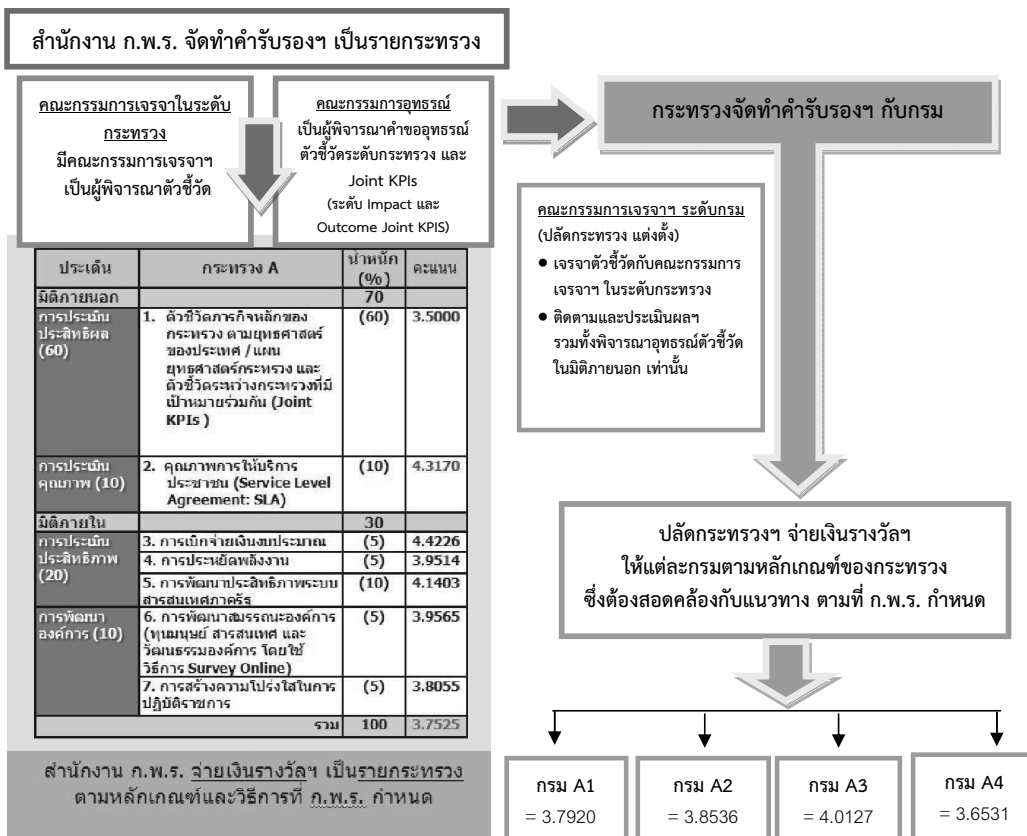 สำนักงาน ก.พ.ร. จัดทำคำรับรองฯ เป็นรายกระทรวง
คณะกรรมการเจรจาในระดับ
กระทรวง
มีคณะกรรมการเจรจาฯ
เป็นผู้พิจารณาตัวชี้วัด
คณะกรรมการอุทธรณ์
เป็นผู้พิจารณาคำขออุทธรณ์
ตัวชี้วัดระดับกระทรวง และ
Joint KPIs
(ระดับ Impact และ
Outcome Joint KPIS)
กระทรวงจัดทำคำรับรองฯ กับกรม
คณะกรรมการเจรจาฯ ระดับกรม
(ปลัดกระทรวง แต่งตั้ง)
● เจรจาตัวชี้วัดกับคณะกรรมการ
เจรจาฯ ในระดับกระทรวง
● ติดตามและประเมินผลฯ
รวมทั้งพิจารณาอุทธรณ์ตัวชี้วัด
ในมิติภายนอก เท่านั้น
ประเด็น กระทรวง A น้ำหนัก (%) คะแนน
มิติภายนอก 70
การประเมิน
ประสิทธิผล
(60)
1. ตัวชี้วัดภารกิจหลักของ (60) 3.5000
กระทรวง ตามยุทธศาสตร์
ของประเทศ / แผน
ยุทธศาสตร์กระทรวง และ
ตัวชี้วัดระหว่างกระทรวงที่มี
เป้าหมายร่วมกัน (Joint
KPIs )
การประเมิน
คุณภาพ (10)
2. คุณภาพการให้บริการ (10) 4.3170
ประชาชน (Service Level
Agreement: SLA)
มิติภายใน 30
การประเมิน
ประสิทธิภาพ
(20)
3. การเบิกจ่ายเงินงบประมาณ (5) 4.4226
4. การประหยัดพลังงาน (5) 3.9514
5. การพัฒนาประสิทธิภาพระบบ (10) 4.1403
สารสนเทศภาครัฐ
การพัฒนา
องค์การ (10)
6. การพัฒนาสมรรถนะองค์การ (5) 3.9565
(ทุนมนุษย์ สารสนเทศ และ
วัฒนธรรมองค์การ โดยใช้
วิธีการ Survey Online)
7. การสร้างความโปร่งใสในการ (5) 3.8055
ปฏิบัติราชการ
รวม 100 3.7525
สำนักงาน ก.พ.ร. จ่ายเงินรางวัลฯ เป็นรายกระทรวง
ตามหลักเกณฑ์และวิธีการที่ ก.พ.ร. กำหนด
ปลัดกระทรวงฯ จ่ายเงินรางวัลฯ
ให้แต่ละกรมตามหลักเกณฑ์ของกระทรวง
ซึ่งต้องสอดคล้องกับแนวทาง ตามที่ ก.พ.ร. กำหนด
กรม A1
= 3.7920
กรม A2
= 3.8536
กรม A3
= 4.0127
กรม A4
= 3.6531